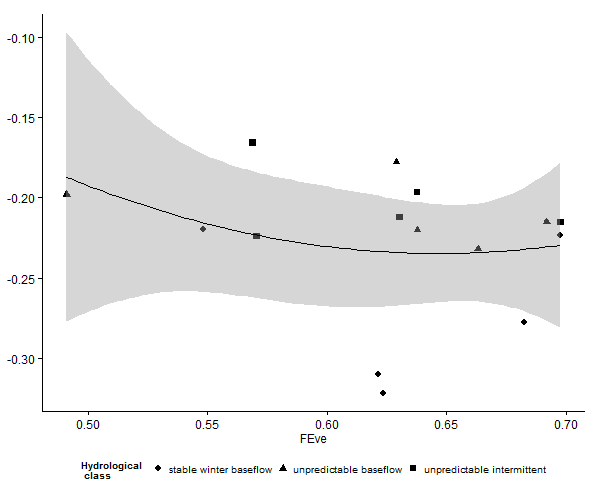 -0.10
-0.15
-0.20
-0.25
-0.30
0.50 0.55 0.60 0.65 0.70
FEve
Hydrological
class
stable winter baseflow unpredictable baseflow unpredictable intermittent